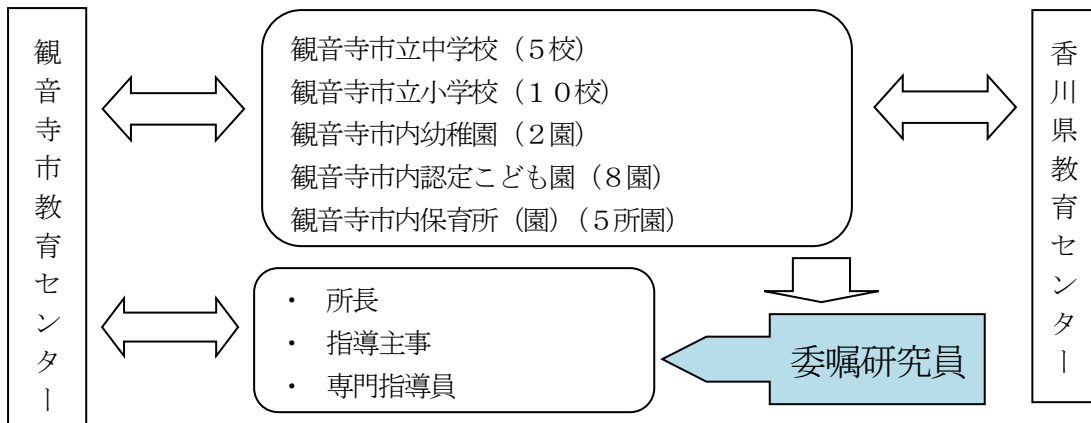 観音寺市教育センター
観音寺市立中学校（５校）
観音寺市立小学校（１０校）
観音寺市内幼稚園（２園）
観音寺市内認定こども園（８園）
観音寺市内保育所（園）（５所園）
・ 所長
・ 指導主事
・ 専門指導員
委嘱研究員
香川県教育センター